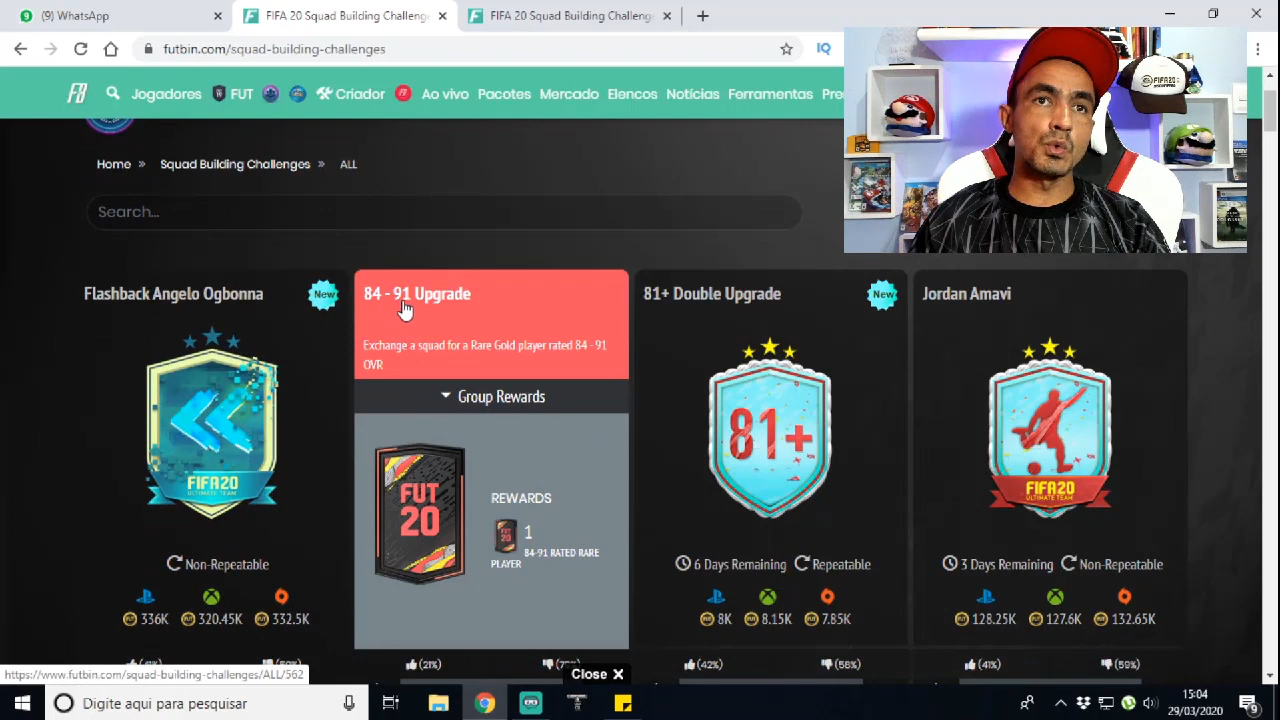 (9) WhatsApp
FIFA 20 Squad Building Challeng
FIFA 20 Squad Building Challeng
futbin.com/squad-building-challenges
IQ
FB
Jogadores
FUT
Criador
Ao vivo
Pacotes
Mercado
Elencos
Notícias
Ferramentas
Pre
Home » Squad Building Challenges » ALL
Search...
Flashback Angelo Ogbonna
New
FIFA20
ULTIMATE TEAM
Non-Repeatable
336K 320.45K 332.5K
84 - 91 Upgrade
Exchange a squad for a Rare Gold player rated 84 - 91
OVR
Group Rewards
FUT
20
REWARDS
1
84-91 RATED RARE
PLAYER
(21%)
81+ Double Upgrade
New
81+
6 Days Remaining Repeatable
8K 8.15K 7.85K
(42%) (58%)
Jordan Amavi
FIFA20
ULTIMATE TEAM
3 Days Remaining Non-Repeatable
128.25K 127.6K 132.65K
(41%) (59%)
Close X
https://www.futbin.com/squad-building-challenges/ALL/562
Digite aqui para pesquisar
15:04
29/03/2020